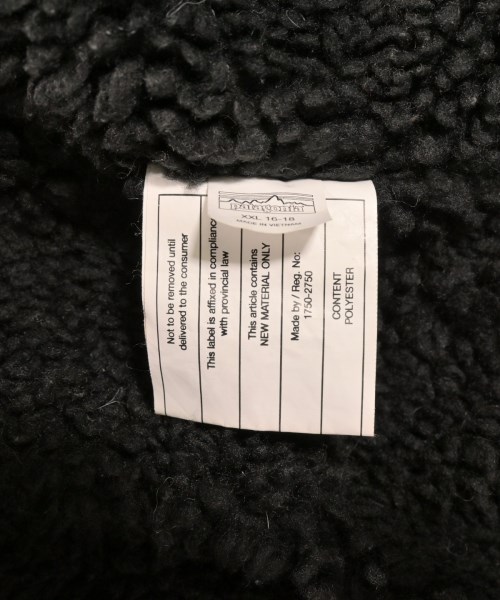 patagonia
XXL 16-18
MADE IN VIETNAM
Not to be removed until
delivered to the consumer
This label is affixed in compliance
with provincial law
This article contains
NEW MATERIAL ONLY
Made by / Reg. No:
1750-2750
CONTENT
POLYESTER